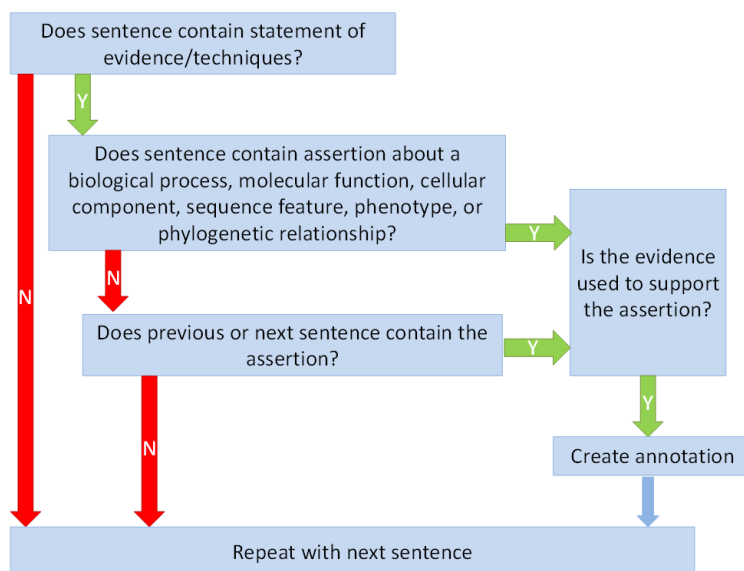 Does sentence contain statement of
evidence/techniques?
Y
Does sentence contain assertion about a
biological process, molecular function, cellular
component, sequence feature, phenotype, or
phylogenetic relationship?
Y
Is the evidence
used to support
the assertion?
N
N
Does previous or next sentence contain the
assertion?
Y
Y
N
Create annotation
Repeat with next sentence